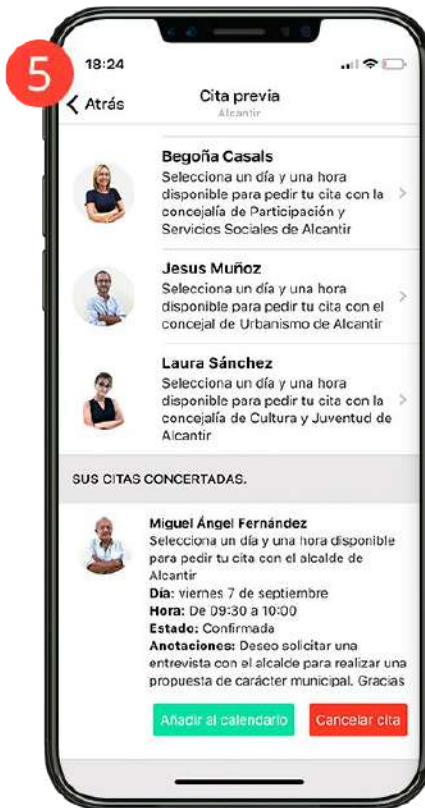 5
18:24
Atrás
Cita previa
Alcantir
Begoña Casals
Selecciona un día y una hora
disponible para pedir tu cita con la
concejalía de Participación y
Servicios Sociales de Alcantir
Jesus Muñoz
Selecciona un día y una hora
disponible para pedir tu cita con el
concejal de Urbanismo de Alcantir
Laura Sánchez
Selecciona un día y una hora
disponible para pedir tu cita con la
concejalía de Cultura y Juventud de
Alcantir
SUS CITAS CONCERTADAS.
Miguel Ángel Fernández
Selecciona un día y una hora disponible
para pedir tu cita con el alcalde de
Alcantir
Día: viernes 7 de septiembre
Hora: De 09:30 a 10:00
Estado: Confirmada
Anotaciones: Deseo solicitar una
entrevista con el alcalde para realizar una
propuesta de carácter municipal. Gracias
Añadir al calendario
Cancelar cita